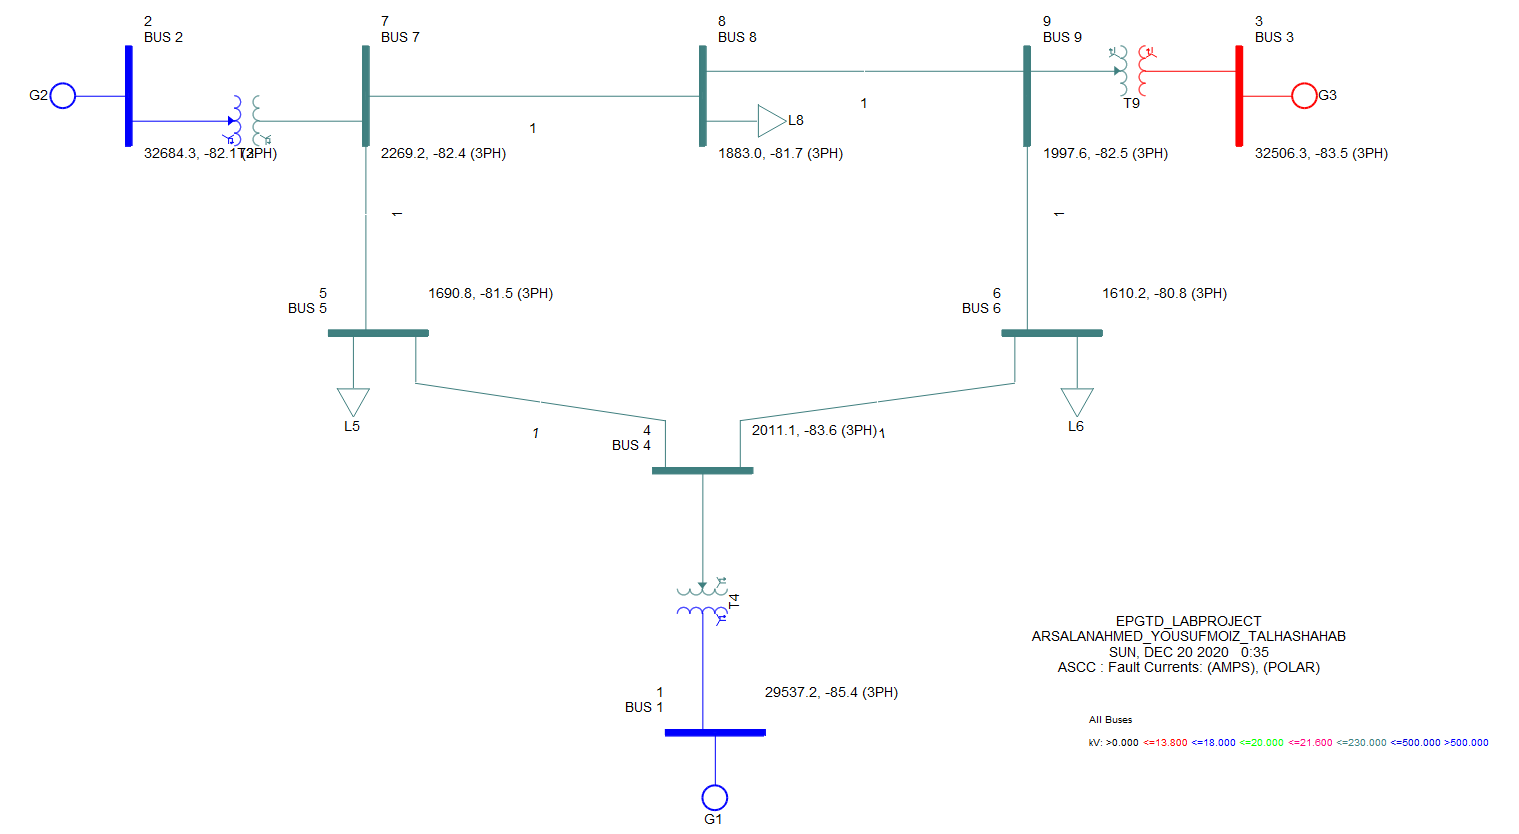 2
BUS 2
7
BUS 7
8
BUS 8
9
BUS 9
3
BUS 3
G2
T9
G3
1
1
L8
32684.3, -82.1 (3PH)
T2
2269.2, -82.4 (3PH)
1883.0, -81.7 (3PH)
1997.6, -82.5 (3PH)
32506.3, -83.5 (3PH)
1
1
5
BUS 5
1690.8, -81.5 (3PH)
6
BUS 6
1610.2, -80.8 (3PH)
L5
L6
1
4
BUS 4
2011.1, -83.6 (3PH)
1
T4
1
BUS 1
29537.2, -85.4 (3PH)
G1
EPGTD_LABPROJECT
ARSALANAHMED_YOUSUFMOIZ_TALHASHAHAB
SUN, DEC 20 2020 0:35
ASCC : Fault Currents: (AMPS), (POLAR)
All Buses
kV: >0.000 <=13.800 <=18.000 <=20.000 <=21.600 <=230.000 <=500.000 >500.000